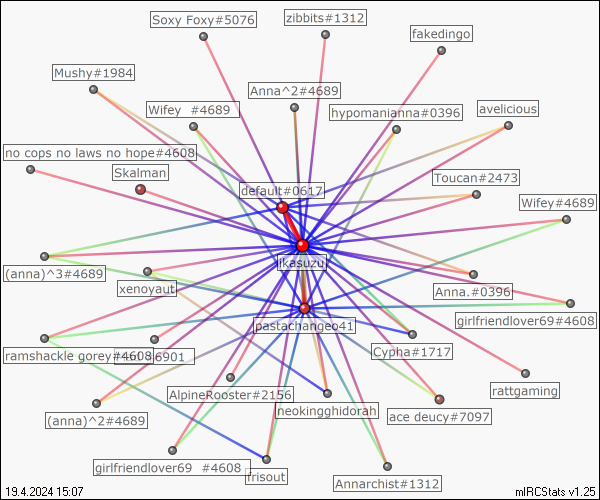 Soxy Foxy#5076
zibbits#1312
fakedingo
Mushy#1984
Anna^2#4689
Wifey #4689
hypomanianna#0396
avelicious
no cops no laws no hope#4608
Skalman
default#0617
Toucan#2473
Wifey#4689
ikasuzu
(anna)^3#4689
xenoyaut
Anna.#0396
girlfriendlover69#4608
pastachangeo41
ramshackle gorey#4608
6901
Cypha#1717
AlpineRooster#2156
rattgaming
neokingghidorah
ace deucy#7097
(anna)^2#4689
girlfriendlover69 #4608
frisout
Annarchist#1312
19.4.2024 15:07
mIRCStats v1.25